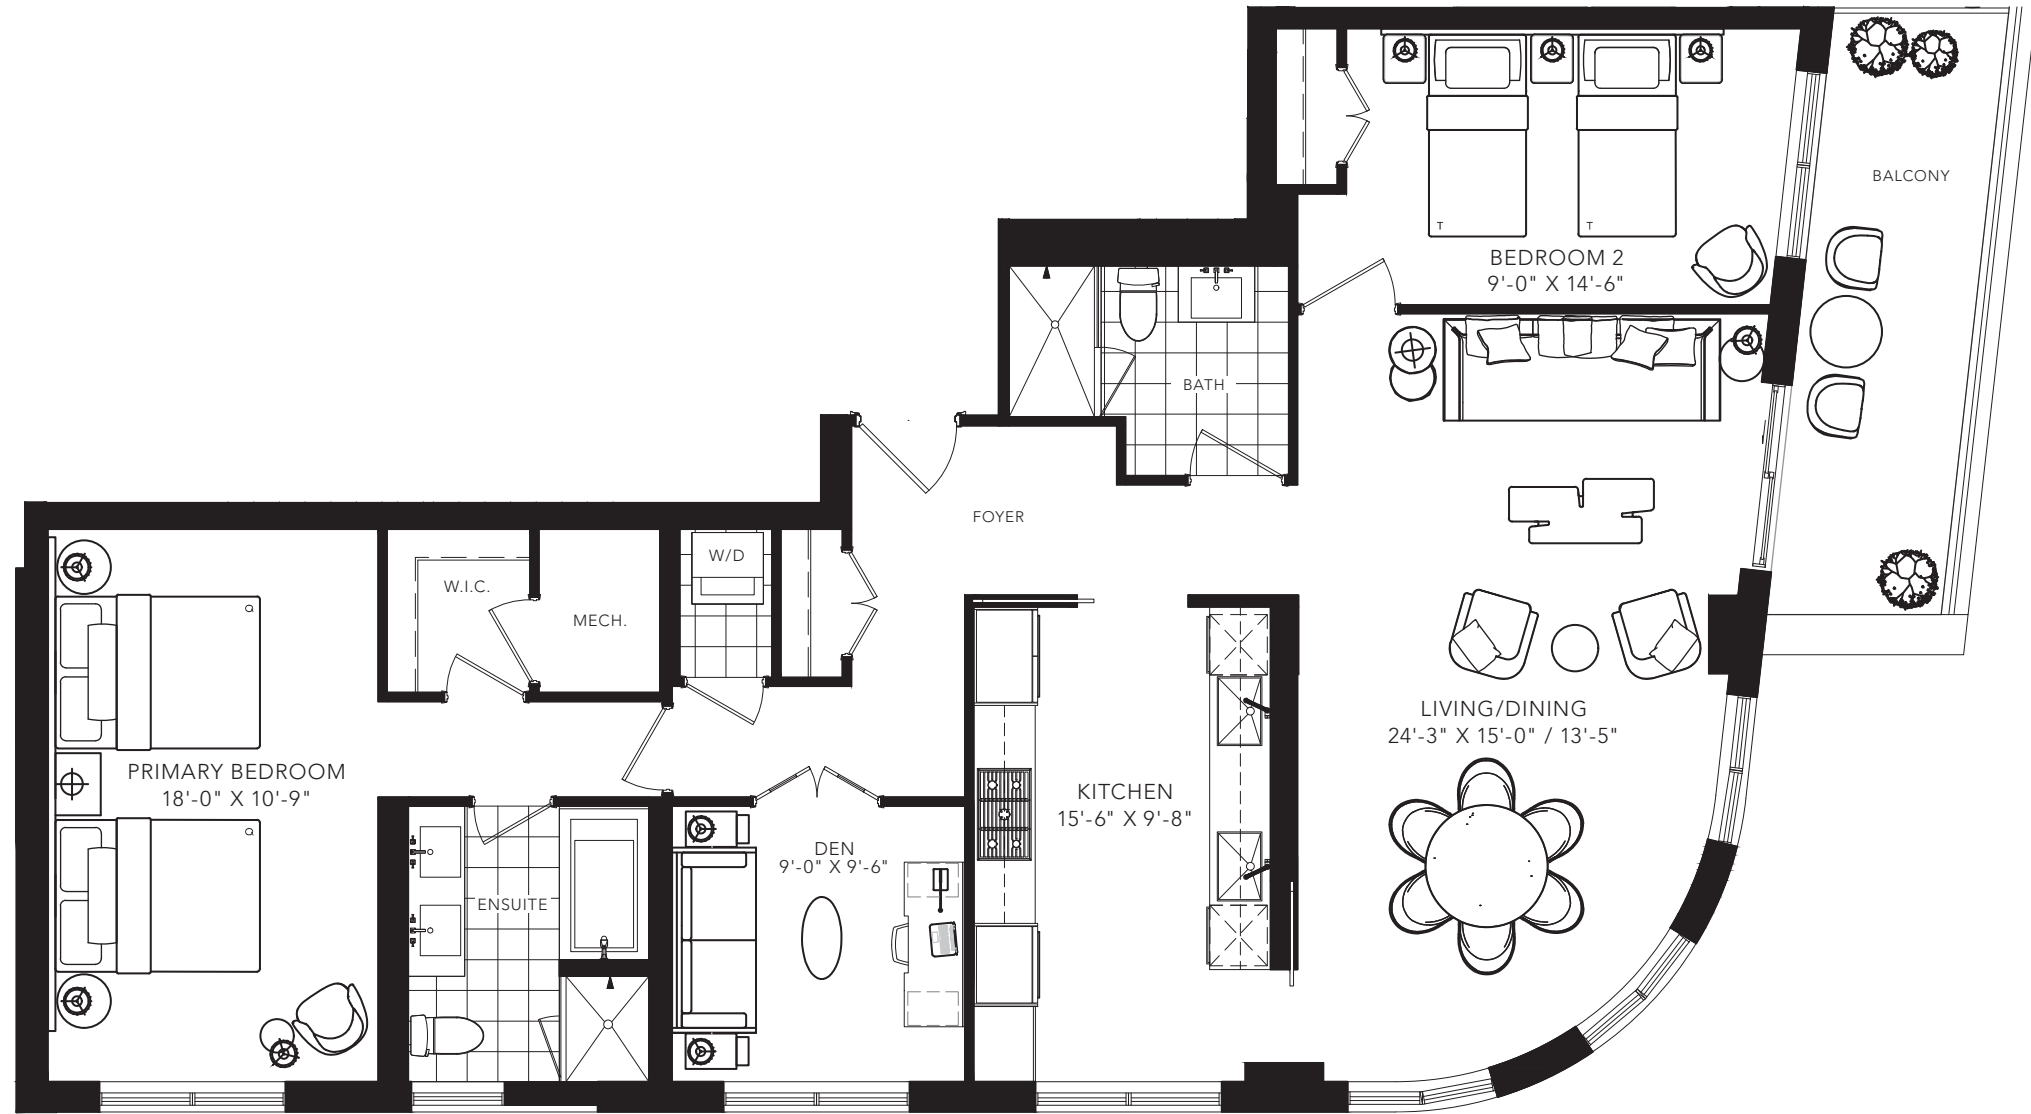 BALCONY
T
T
BEDROOM 2
9'-0" X 14'-6"
BATH
FOYER
W/D
W.I.C.
MECH.
Q
LIVING/DINING
24'-3" X 15'-0" / 13'-5"
PRIMARY BEDROOM
18'-0" X 10'-9"
KITCHEN
15'-6" X 9'-8"
Q
DEN
9'-0" X 9'-6"
ENSUITE